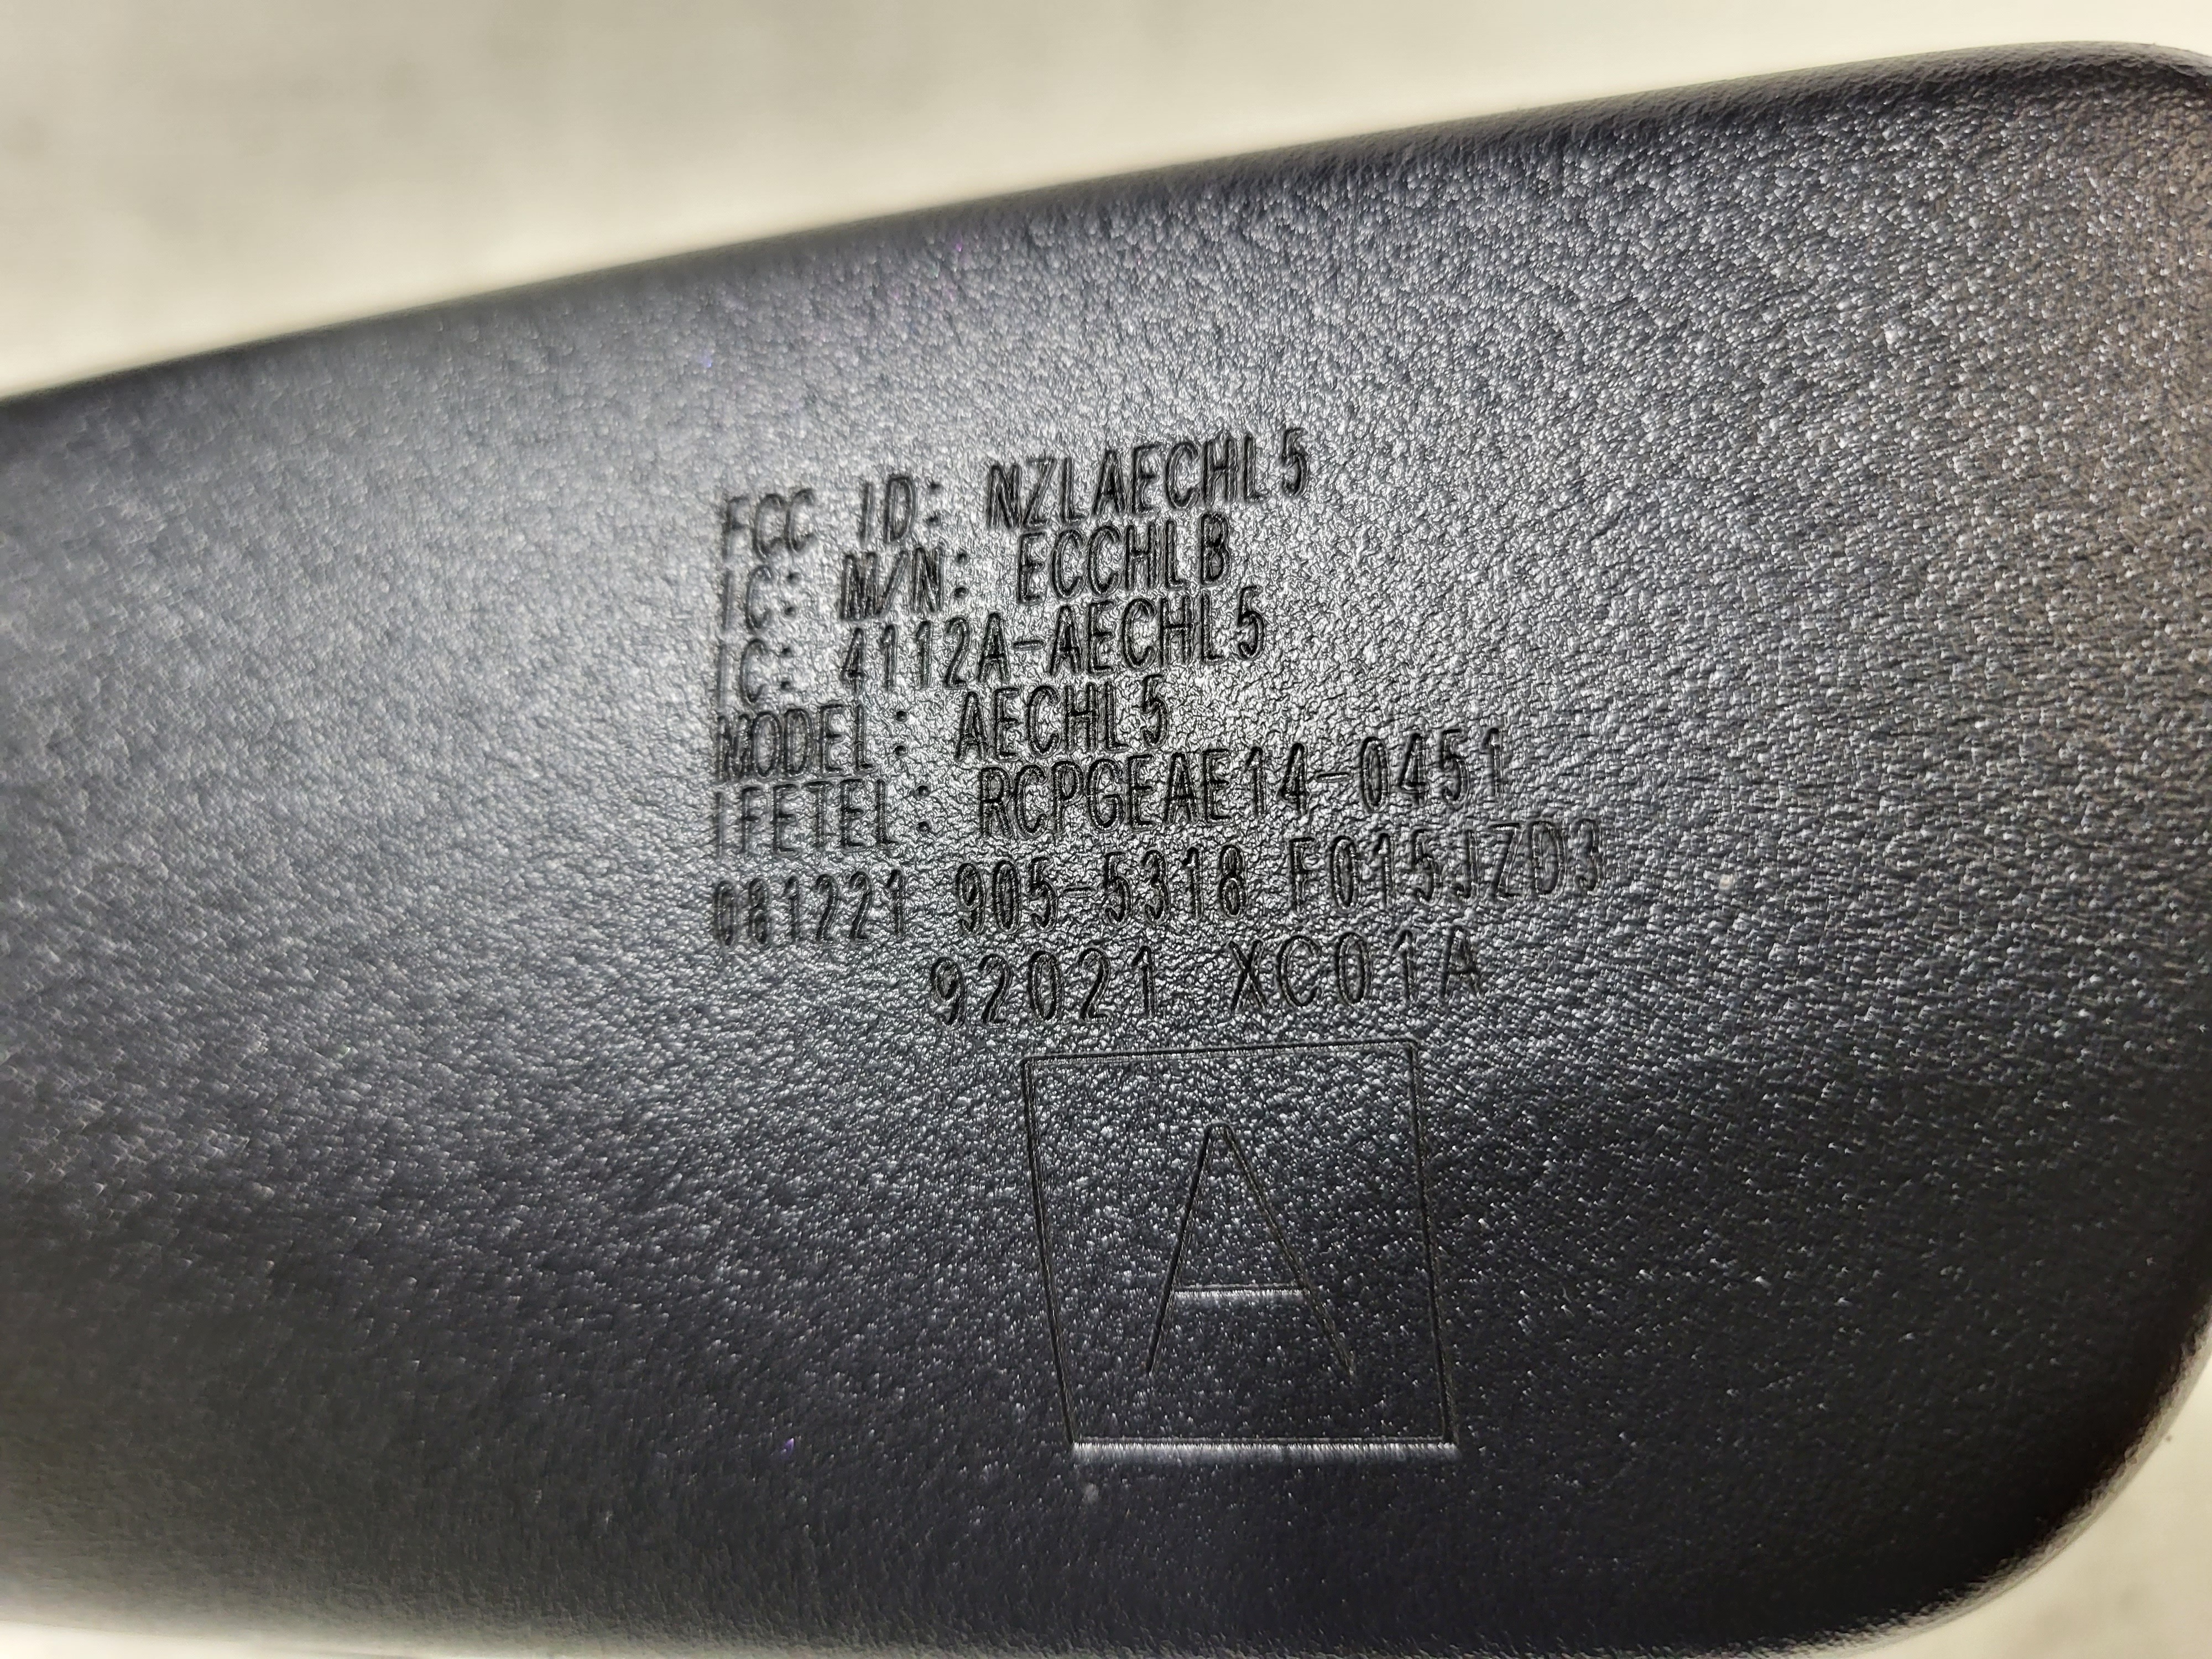 FCC ID: NZLAECHL5
IC: M/N: ECCHLB
IC: 4112A-AECHL5
MODEL: AECHL5
IFETEL: RCPGEAE14-0451
081221 905-5318 F015JZD3
92021 XC01A
A